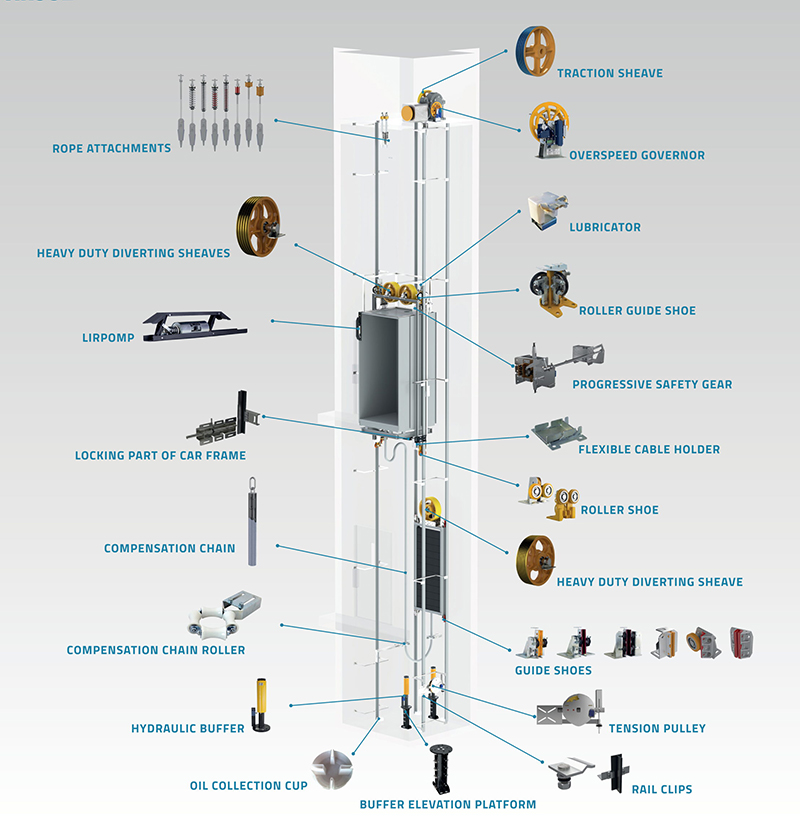 TRACTION SHEAVE
ROPE ATTACHMENTS
OVERSPEED GOVERNOR
LUBRICATOR
HEAVY DUTY DIVERTING SHEAVES
ROLLER GUIDE SHOE
LIRPOMP
PROGRESSIVE SAFETY GEAR
LOCKING PART OF CAR FRAME
FLEXIBLE CABLE HOLDER
ROLLER SHOE
COMPENSATION CHAIN
HEAVY DUTY DIVERTING SHEAVE
COMPENSATION CHAIN ROLLER
GUIDE SHOES
HYDRAULIC BUFFER
TENSION PULLEY
OIL COLLECTION CUP
RAIL CLIPS
BUFFER ELEVATION PLATFORM